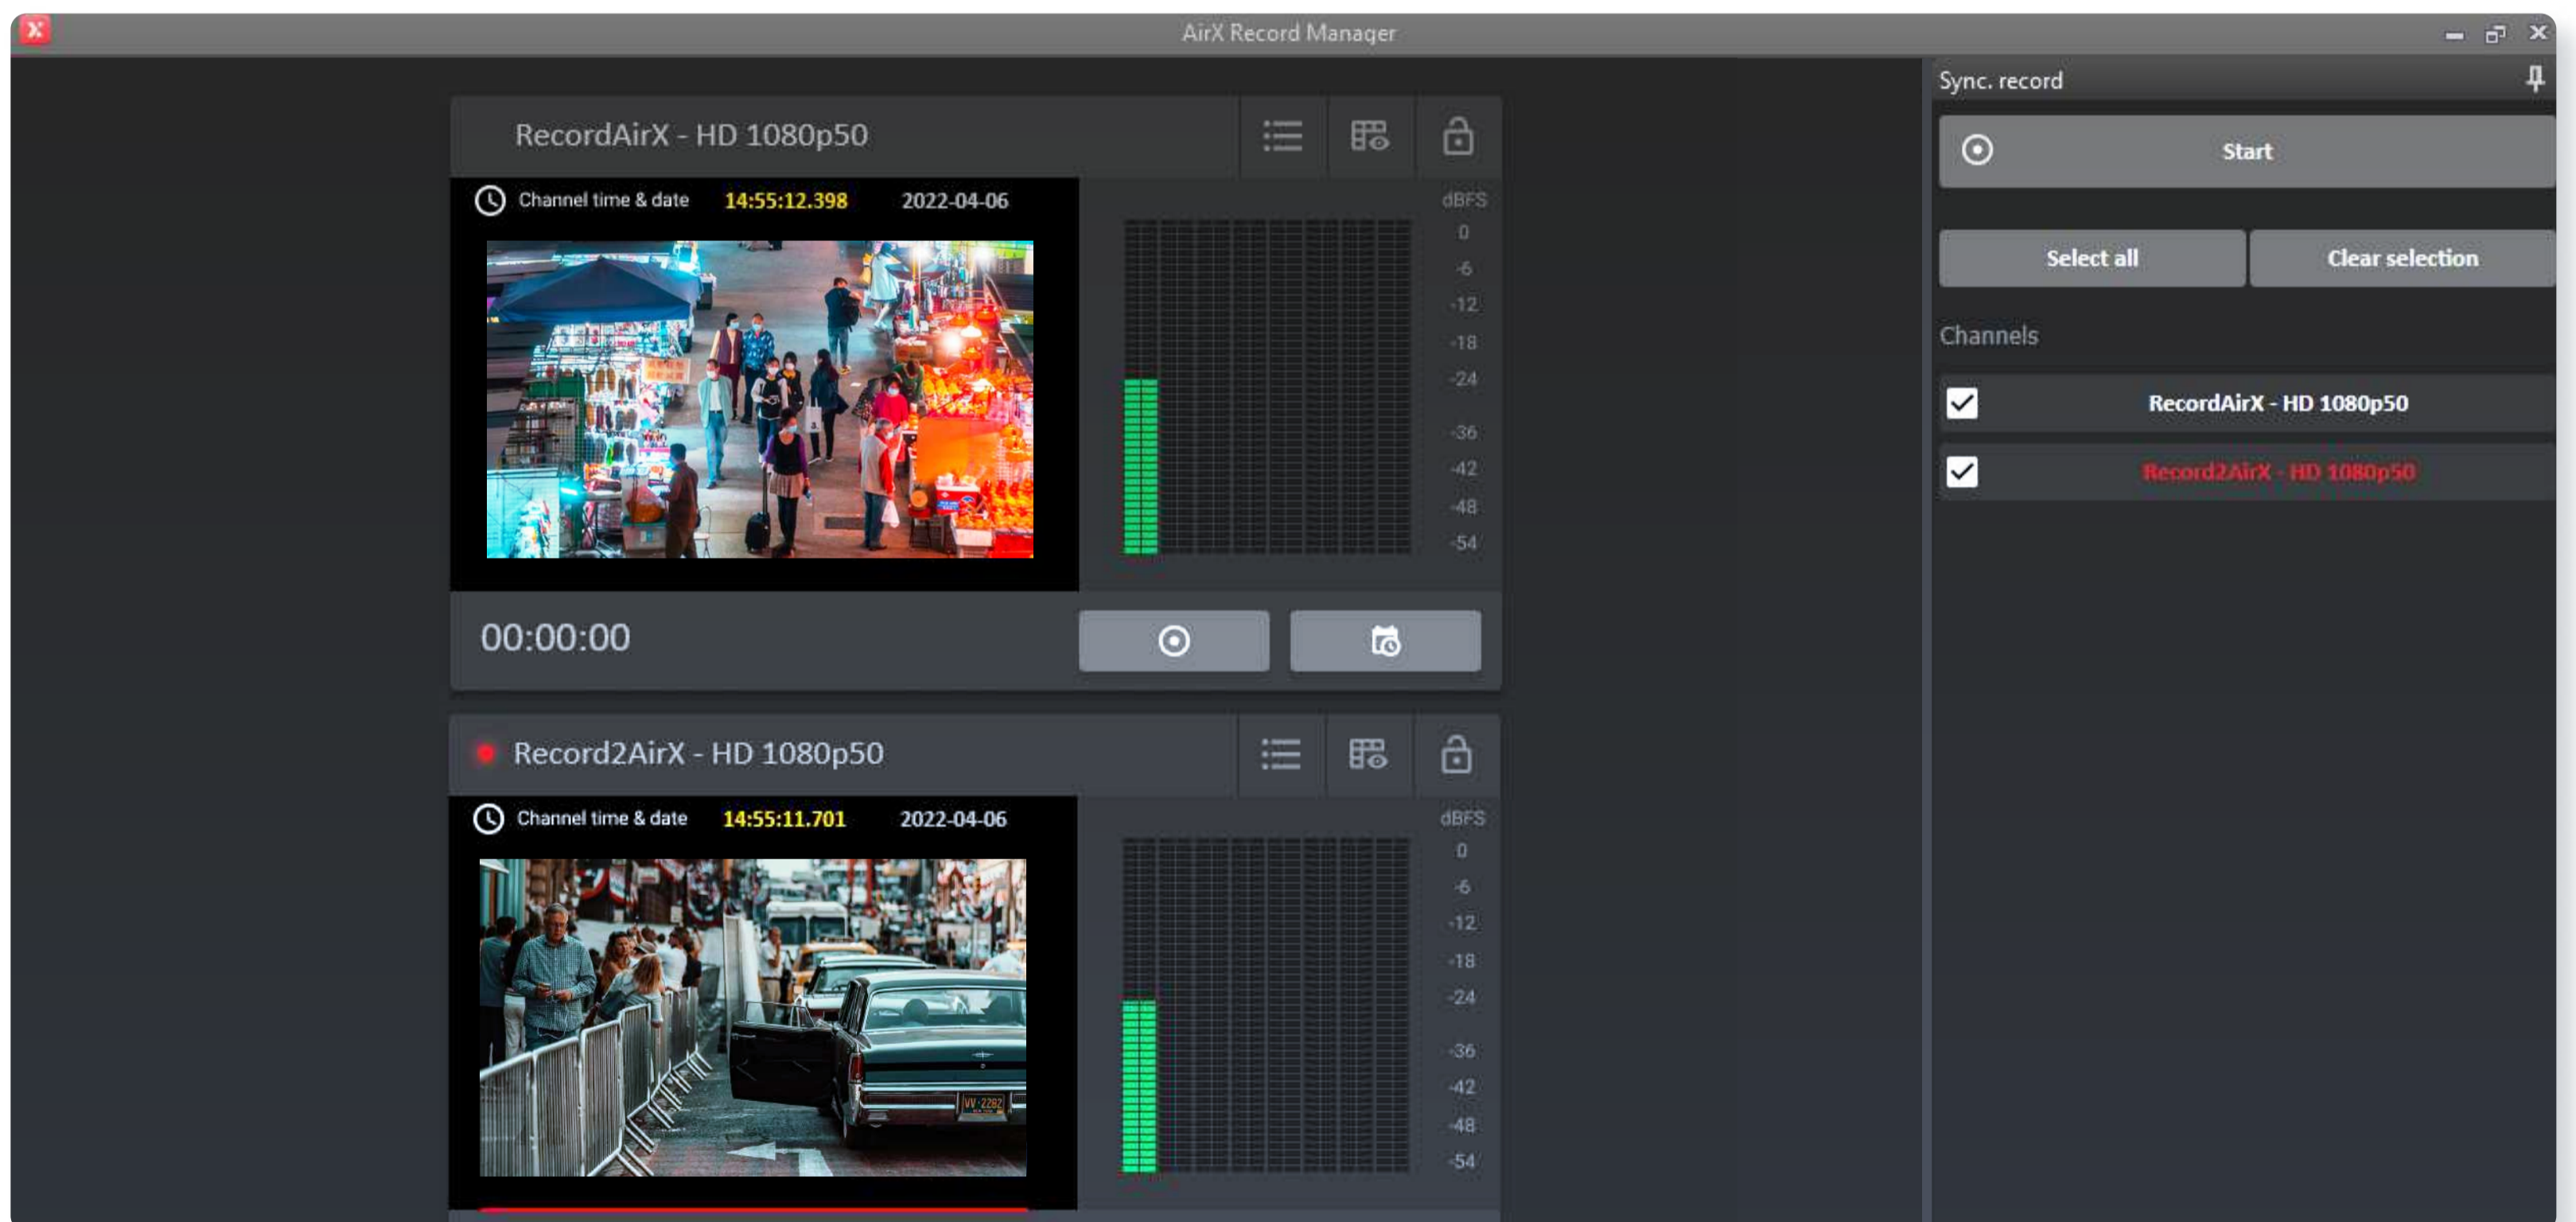 AirX Record Manager
RecordAirX - HD 1080p50
Channel time & date 14:55:12.398 2022-04-06
dBFS
0
-6
-12
-18
-24
-36
-42
-48
-54
00:00:00
Record2AirX - HD 1080p50
Channel time & date 14:55:11.701 2022-04-06
dBFS
0
-6
-12
-18
-24
-36
-42
-48
-54
VV-2282
Sync. record
Start
Select all Clear selection
Channels
RecordAirX - HD 1080p50
Record2AirX - HD 1080p50